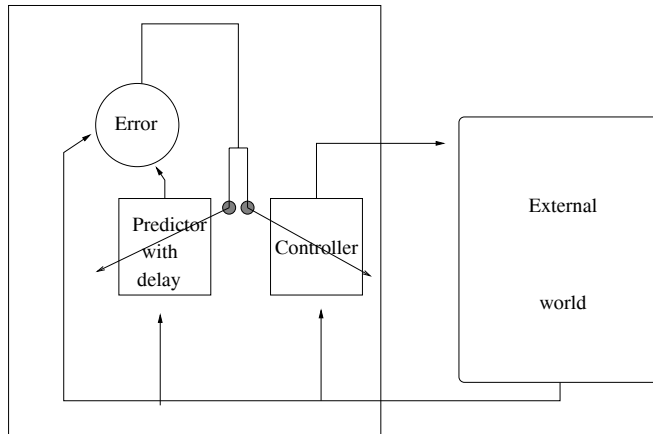 Error
Predictor
with
delay
Controller
External
world